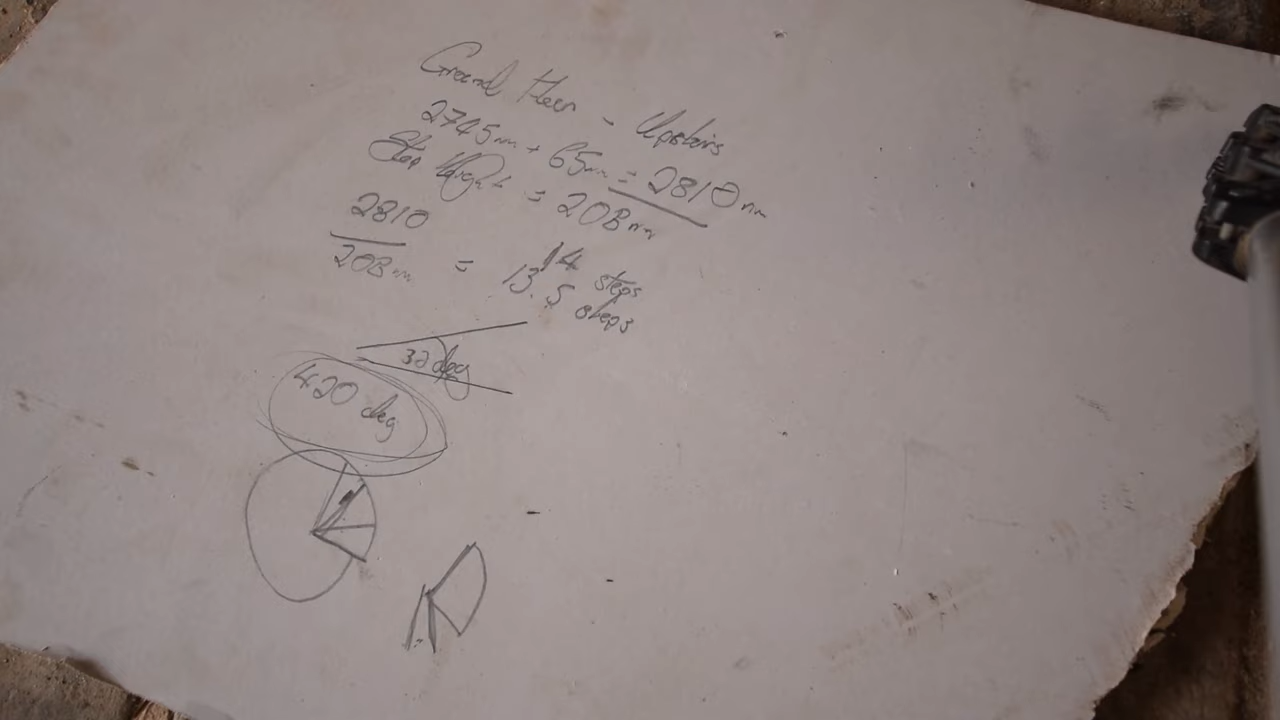 Ground Floor - Upstairs
2745mm + 65mm = 2810mm
Step Height = 208mm
2810
208mm = 13.5 steps
14 steps
32 deg
420 deg